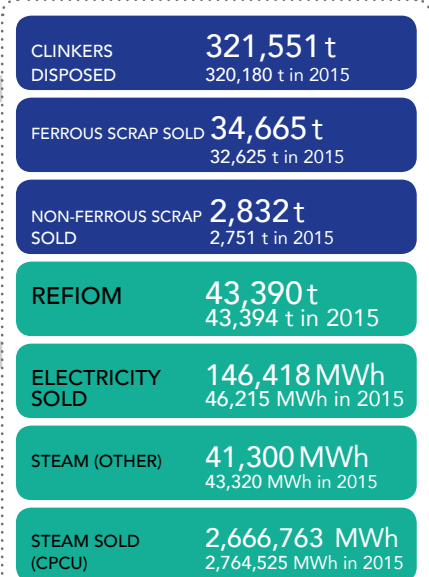 CLINKERS 321,551 t
DISPOSED 320,180 t in 2015
FERROUS SCRAP SOLD 34,665 t
32,625 t in 2015
NON-FERROUS SCRAP 2,832 t
SOLD 2,751 t in 2015
REFIOM 43,390 t
43,394 t in 2015
ELECTRICITY 146,418 MWh
SOLD 46,215 MWh in 2015
STEAM (OTHER) 41,300 MWh
43,320 MWh in 2015
STEAM SOLD 2,666,763 MWh
(CPCU) 2,764,525 MWh in 2015